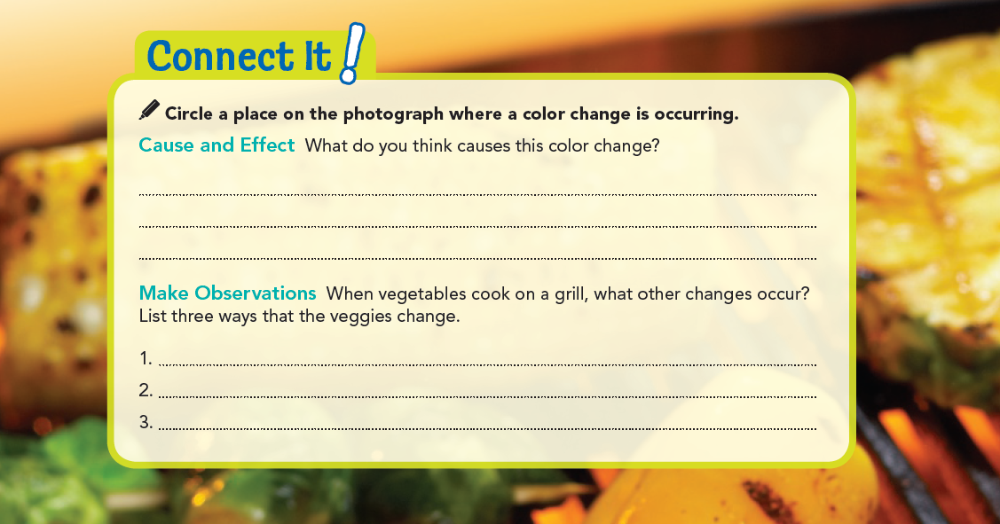 Connect It!
Circle a place on the photograph where a color change is occurring.
Cause and Effect What do you think causes this color change?
Make Observations When vegetables cook on a grill, what other changes occur?
List three ways that the veggies change.
1.
2.
3.